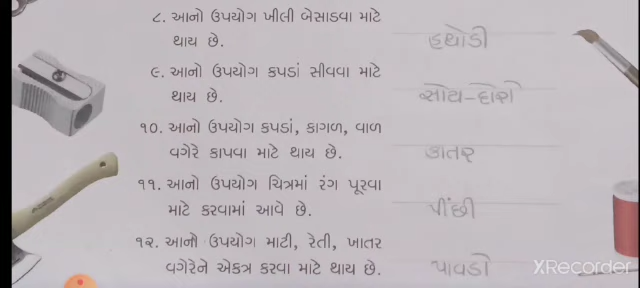 ૮. આનો ઉપયોગ ખીલી બેસાડવા માટે
થાય છે. હથોડી
૯. આનો ઉપયોગ કપડાં સીવવા માટે
થાય છે. સોય-દોરો
૧૦. આનો ઉપયોગ કપડાં, કાગળ, વાળ
વગેરે કાપવા માટે થાય છે. કાતર
૧૧. આનો ઉપયોગ ચિત્રમાં રંગ પૂરવા
માટે કરવામાં આવે છે. પીંછી
૧૨. આનો ઉપયોગ માટી, રેતી, ખાતર
વગેરેને એકત્ર કરવા માટે થાય છે. પાવડો
XRecorder